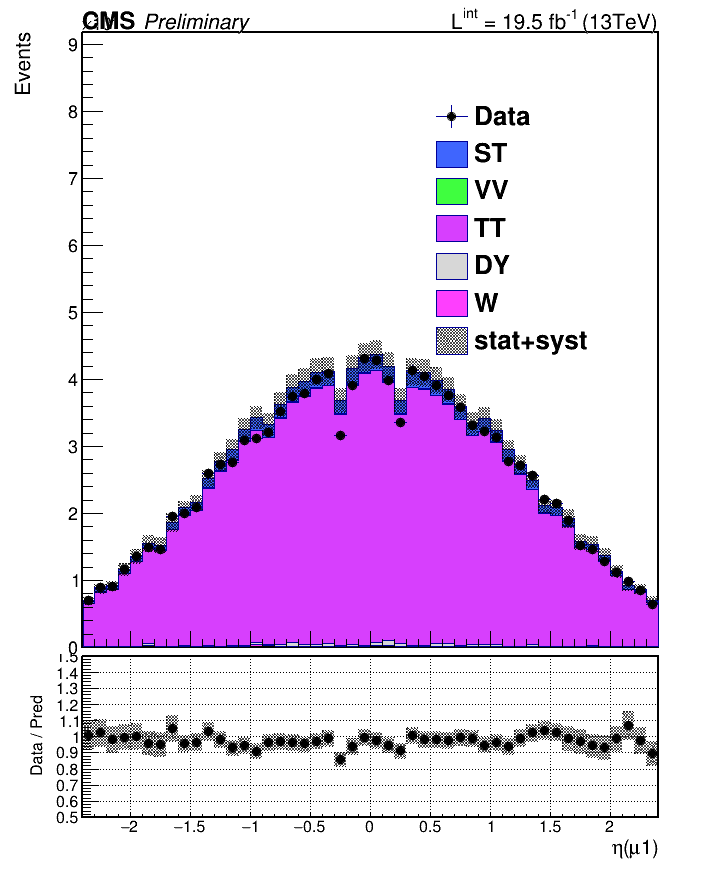 CMS Preliminary
L^int = 19.5 fb^-1 (13TeV)
Events
9
8
7
6
5
4
3
2
1
0
Data
ST
VV
TT
DY
W
stat+syst
Data / Pred
1.5
1.4
1.3
1.2
1.1
1
0.9
0.8
0.7
0.6
0.5
−2 −1.5 −1 −0.5 0 0.5 1 1.5 2
η(μ1)